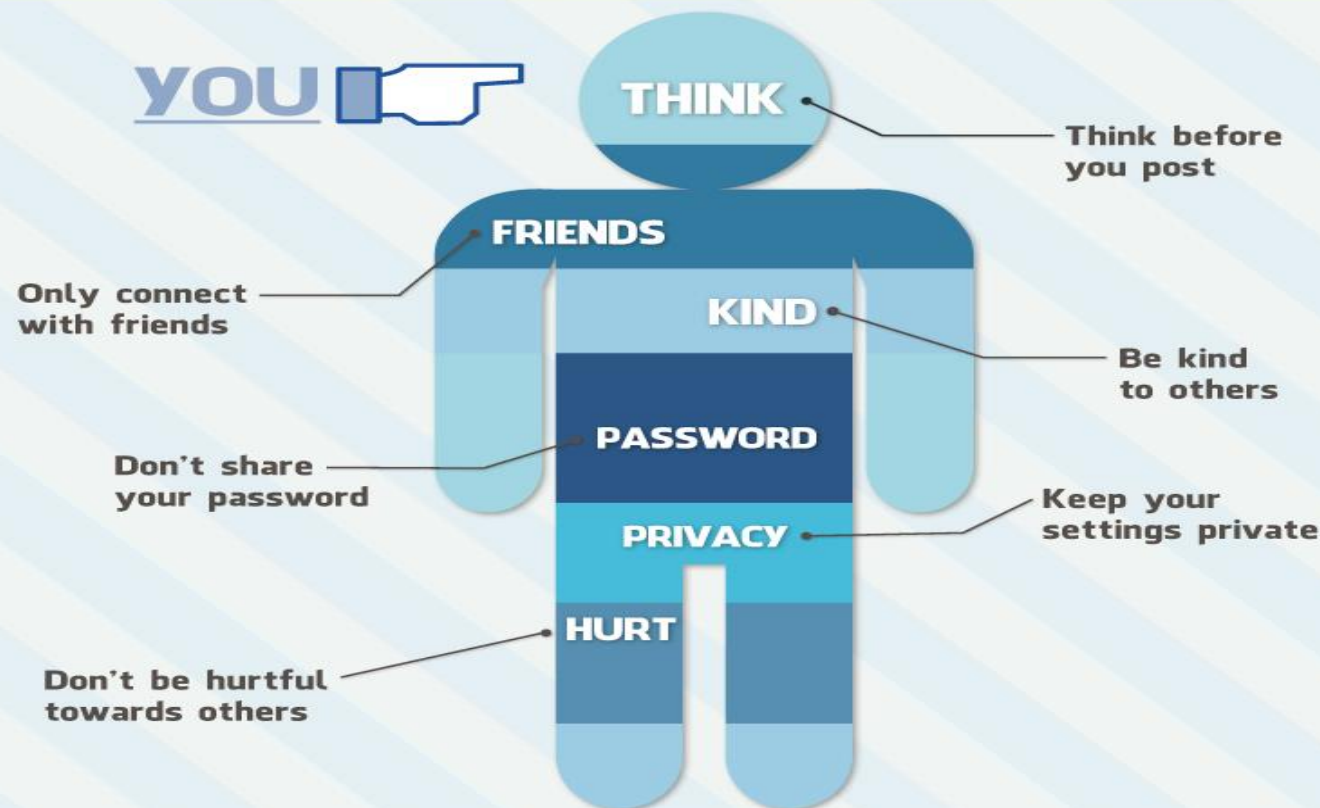 YOU
THINK
Think before
you post
FRIENDS
Only connect
with friends
KIND
Be kind
to others
PASSWORD
Don't share
your password
PRIVACY
Keep your
settings private
HURT
Don't be hurtful
towards others